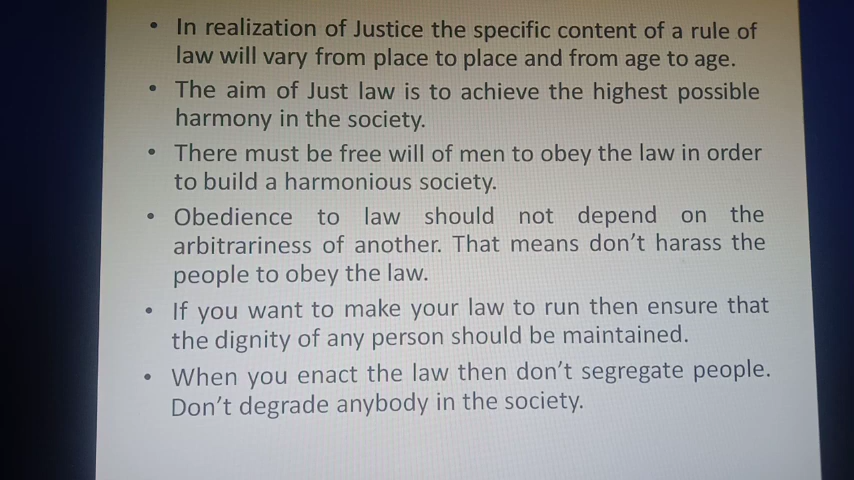 • In realization of Justice the specific content of a rule of
law will vary from place to place and from age to age.
• The aim of Just law is to achieve the highest possible
harmony in the society.
• There must be free will of men to obey the law in order
to build a harmonious society.
• Obedience to law should not depend on the
arbitrariness of another. That means don't harass the
people to obey the law.
• If you want to make your law to run then ensure that
the dignity of any person should be maintained.
• When you enact the law then don't segregate people.
Don't degrade anybody in the society.